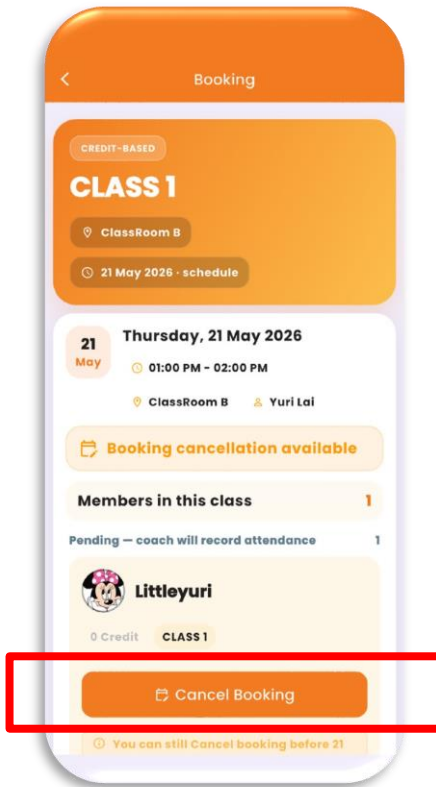 Booking
CREDIT-BASED
CLASS 1
ClassRoom B
21 May 2026 · schedule
21
May
Thursday, 21 May 2026
01:00 PM - 02:00 PM
ClassRoom B Yuri Lai
Booking cancellation available
Members in this class 1
Pending — coach will record attendance 1
Littleyuri
0 Credit CLASS 1
Cancel Booking
You can still Cancel booking before 21